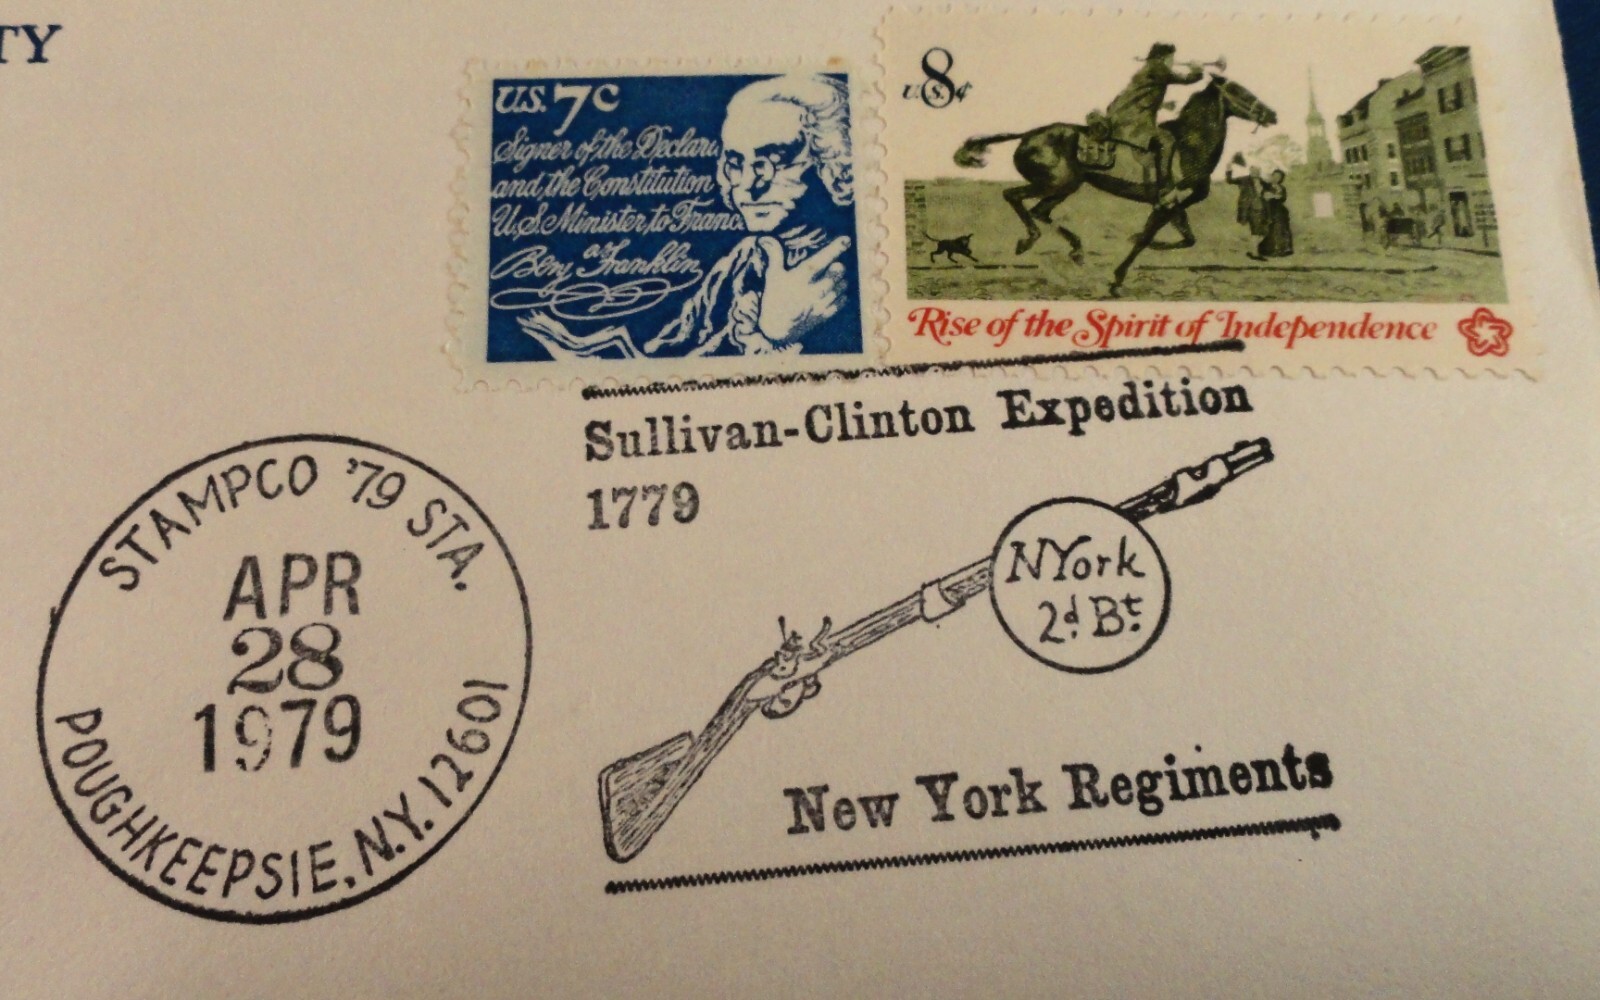 TY
U.S. 7c
Signer of the Declara
and the Constitution
U.S. Minister to France
Benj a Franklin
8
U.S. ¢
Rise of the Spirit of Independence
Sullivan-Clinton Expedition
1779
NYork
2d Bt.
New York Regiments
STAMPCO '79 STA.
APR
28
1979
POUGHKEEPSIE, N.Y. 12601